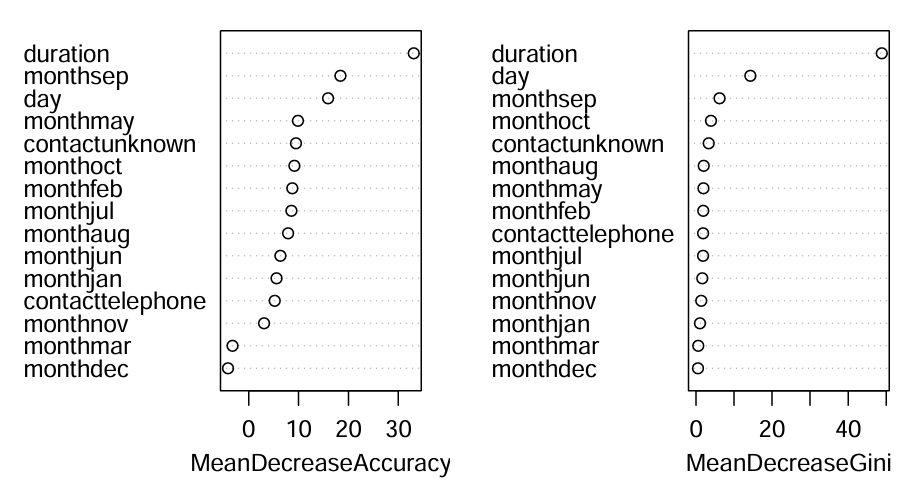 duration
monthsep
day
monthmay
contactunknown
monthoct
monthfeb
monthjul
monthaug
monthjun
monthjan
contacttelephone
monthnov
monthmar
monthdec
0 10 20 30
MeanDecreaseAccuracy
duration
day
monthsep
monthoct
contactunknown
monthaug
monthmay
monthfeb
contacttelephone
monthjul
monthjun
monthnov
monthjan
monthmar
monthdec
0 20 40
MeanDecreaseGini